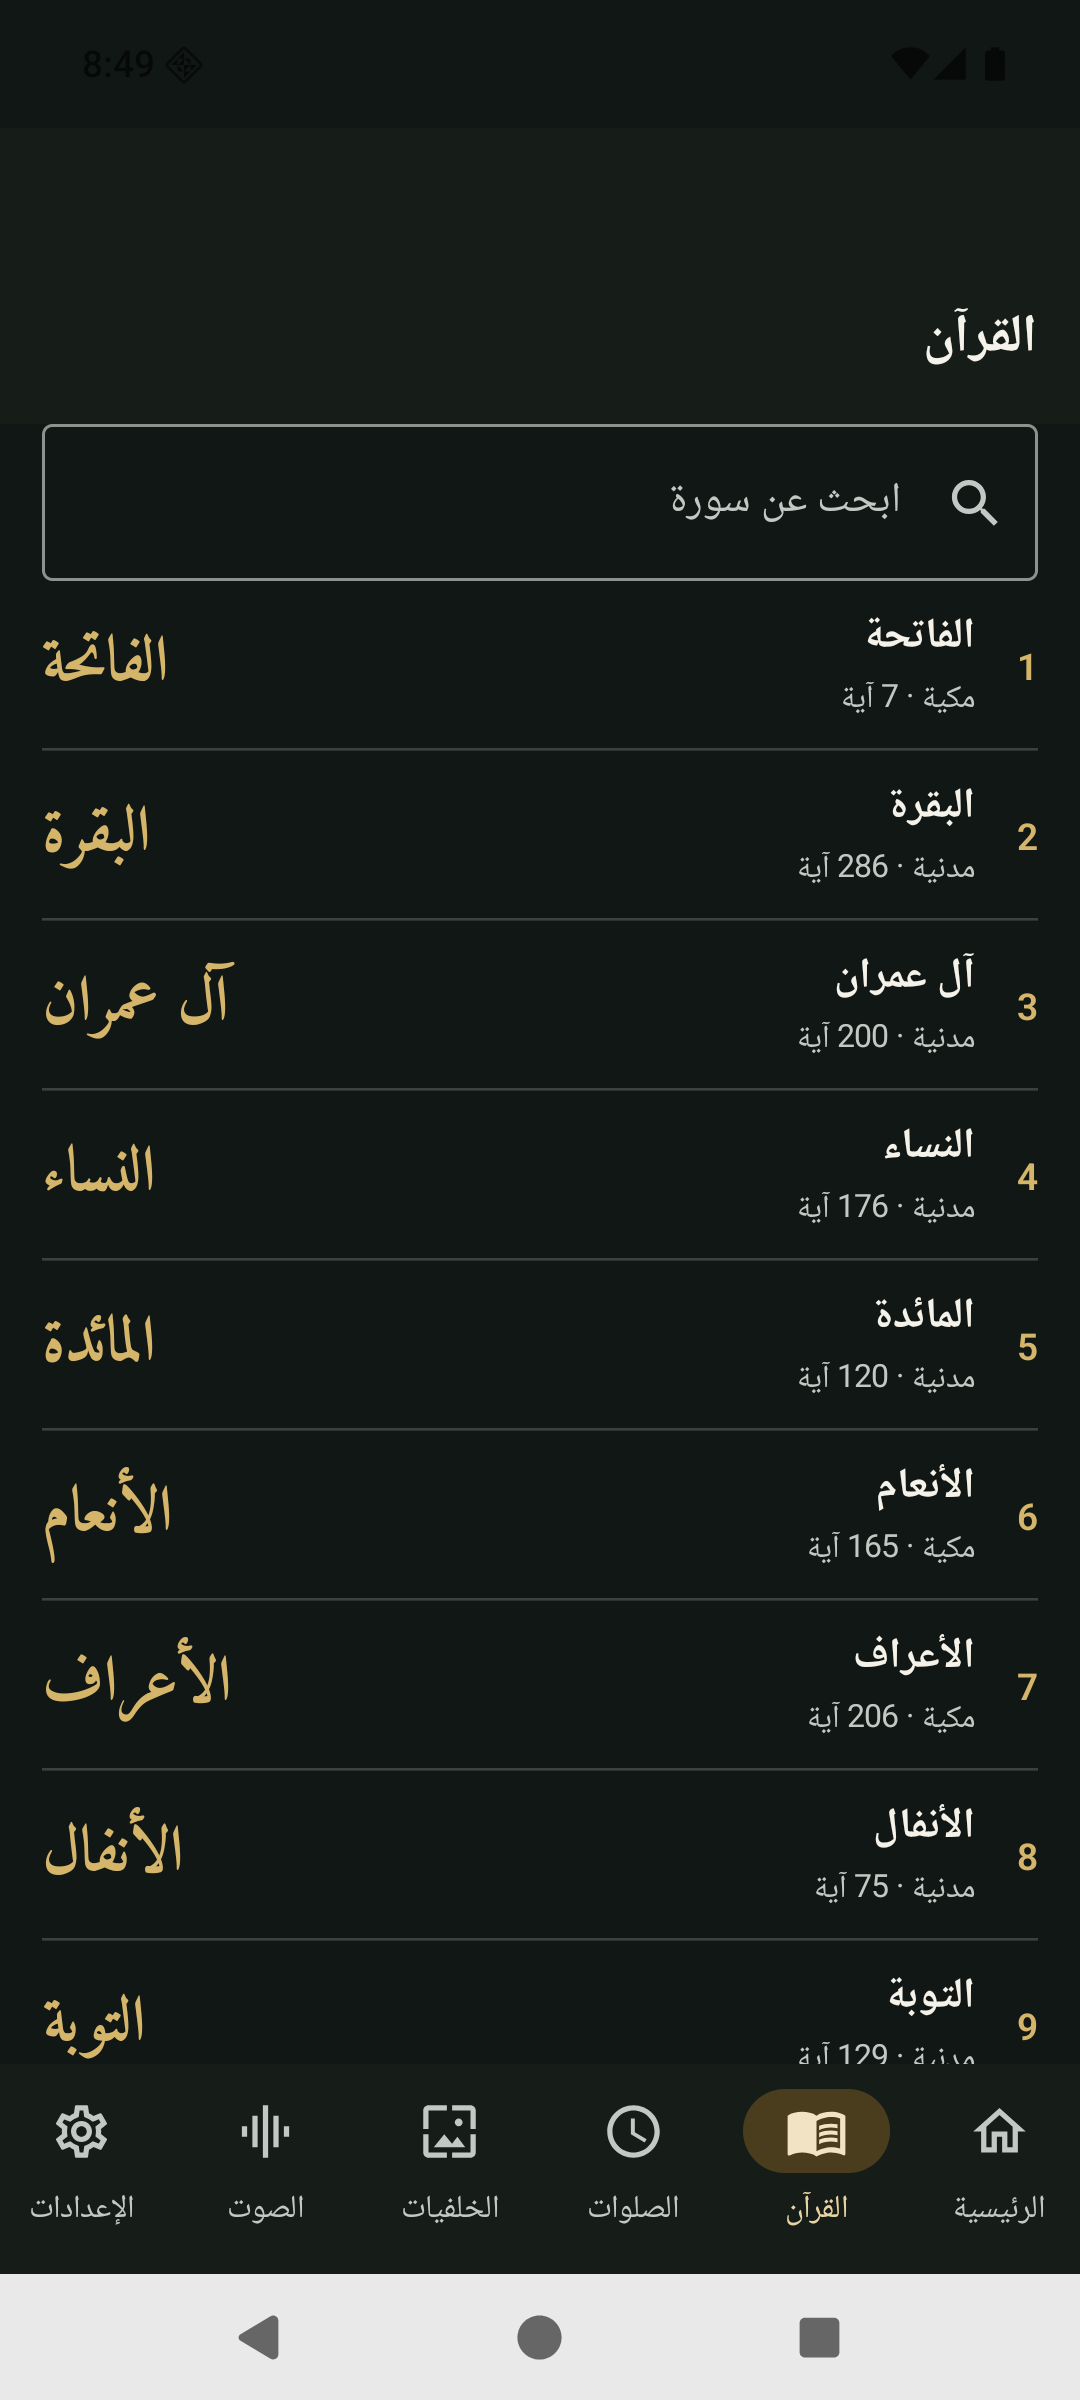 8:49
القرآن
ابحث عن سورة
1 الفاتحة الفاتحة
مكية · 7 آية
2 البقرة البقرة
مدنية · 286 آية
3 آل عمران آل عمران
مدنية · 200 آية
4 النساء النساء
مدنية · 176 آية
5 المائدة المائدة
مدنية · 120 آية
6 الأنعام الأنعام
مكية · 165 آية
7 الأعراف الأعراف
مكية · 206 آية
8 الأنفال الأنفال
مدنية · 75 آية
9 التوبة التوبة
مدنية · 129 آية
الرئيسية القرآن الصلوات الخلفيات الصوت الإعدادات